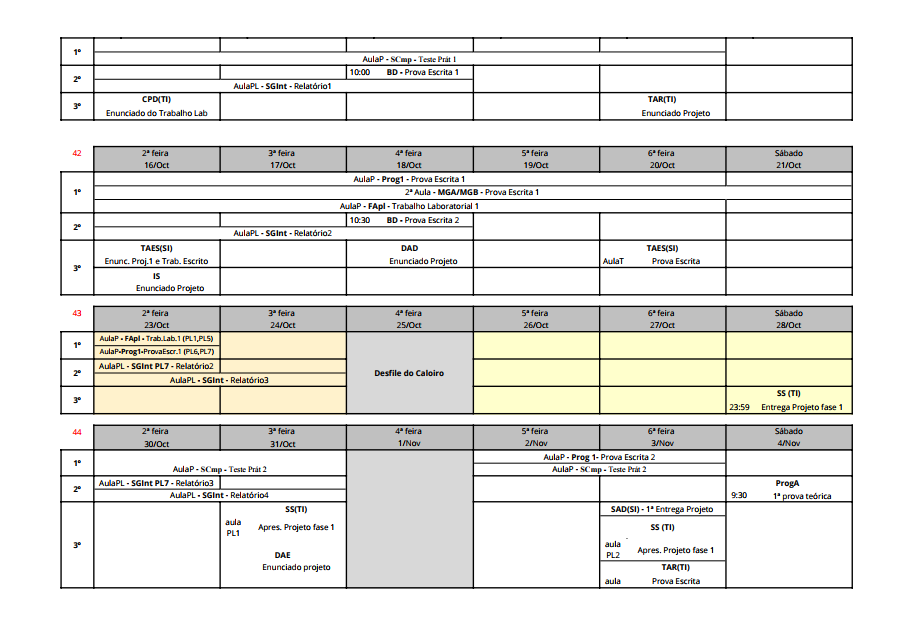 1º
AulaP - SCmp - Teste Prát 1
2º
10:00 BD - Prova Escrita 1
AulaPL - SGInt - Relatório1
3º
CPD(TI)
Enunciado do Trabalho Lab
TAR(TI)
Enunciado Projeto
42
2ª feira 3ª feira 4ª feira 5ª feira 6ª feira Sábado
16/Oct 17/Oct 18/Oct 19/Oct 20/Oct 21/Oct
1º
AulaP - Prog1 - Prova Escrita 1
2ª Aula - MGA/MGB - Prova Escrita 1
AulaP - FApl - Trabalho Laboratorial 1
2º
10:30 BD - Prova Escrita 2
AulaPL - SGInt - Relatório2
3º
TAES(SI) DAD TAES(SI)
Enunc. Proj.1 e Trab. Escrito Enunciado Projeto AulaT Prova Escrita
IS
Enunciado Projeto
43
2ª feira 3ª feira 4ª feira 5ª feira 6ª feira Sábado
23/Oct 24/Oct 25/Oct 26/Oct 27/Oct 28/Oct
1º
AulaP - FApl - Trab.Lab.1 (PL1,PL5)
AulaP-Prog1-ProvaEscr.1 (PL6,PL7)
2º
AulaPL - SGInt PL7 - Relatório2
AulaPL - SGInt - Relatório3
Desfile do Caloiro
3º
SS (TI)
23:59 Entrega Projeto fase 1
44
2ª feira 3ª feira 4ª feira 5ª feira 6ª feira Sábado
30/Oct 31/Oct 1/Nov 2/Nov 3/Nov 4/Nov
1º
AulaP - Prog 1- Prova Escrita 2
AulaP - SCmp - Teste Prát 2 AulaP - SCmp - Teste Prát 2
2º
AulaPL - SGInt PL7 - Relatório3 ProgA
AulaPL - SGInt - Relatório4 9:30 1ª prova teórica
3º
SS(TI)
aula PL1 Apres. Projeto fase 1
DAE
Enunciado projeto
SAD(SI) - 1ª Entrega Projeto
SS (TI)
aula PL2 Apres. Projeto fase 1
TAR(TI)
aula Prova Escrita